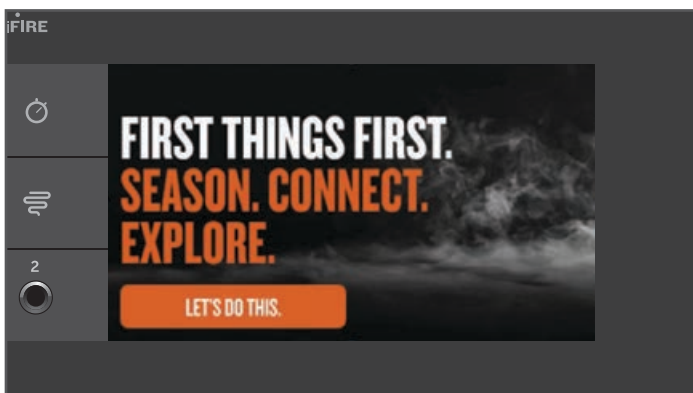 iFIRE
FIRST THINGS FIRST.
SEASON. CONNECT.
EXPLORE.
2
LET'S DO THIS.